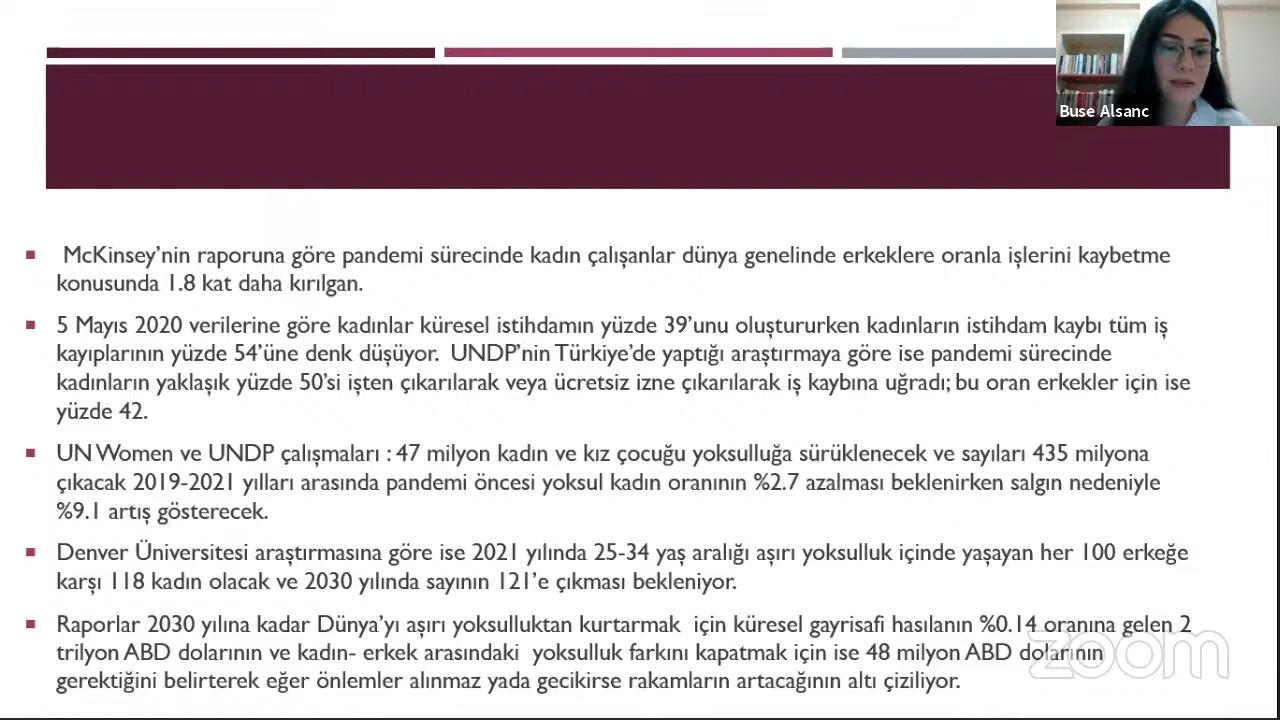 Buse Alsanc
McKinsey'nin raporuna göre pandemi sürecinde kadın çalışanlar dünya genelinde erkeklere oranla işlerini kaybetme
konusunda 1.8 kat daha kırılgan.
5 Mayıs 2020 verilerine göre kadınlar küresel istihdamın yüzde 39'unu oluştururken kadınların istihdam kaybı tüm iş
kayıplarının yüzde 54'üne denk düşüyor. UNDP'nin Türkiye'de yaptığı araştırmaya göre ise pandemi sürecinde
kadınların yaklaşık yüzde 50'si işten çıkarılarak veya ücretsiz izne çıkarılarak iş kaybına uğradı; bu oran erkekler için ise
yüzde 42.
UN Women ve UNDP çalışmaları : 47 milyon kadın ve kız çocuğu yoksulluğa sürüklenecek ve sayıları 435 milyona
çıkacak 2019-2021 yılları arasında pandemi öncesi yoksul kadın oranının %2.7 azalması beklenirken salgın nedeniyle
%9.1 artış gösterecek.
Denver Üniversitesi araştırmasına göre ise 2021 yılında 25-34 yaş aralığı aşırı yoksulluk içinde yaşayan her 100 erkeğe
karşı 118 kadın olacak ve 2030 yılında sayının 121'e çıkması bekleniyor.
Raporlar 2030 yılına kadar Dünya'yı aşırı yoksulluktan kurtarmak için küresel gayrisafi hasılanın %0.14 oranına gelen 2
trilyon ABD dolarının ve kadın- erkek arasındaki yoksulluk farkını kapatmak için ise 48 milyon ABD dolarının
gerektiğini belirterek eğer önlemler alınmaz yada gecikirse rakamların artacağının altı çiziliyor.
zoom